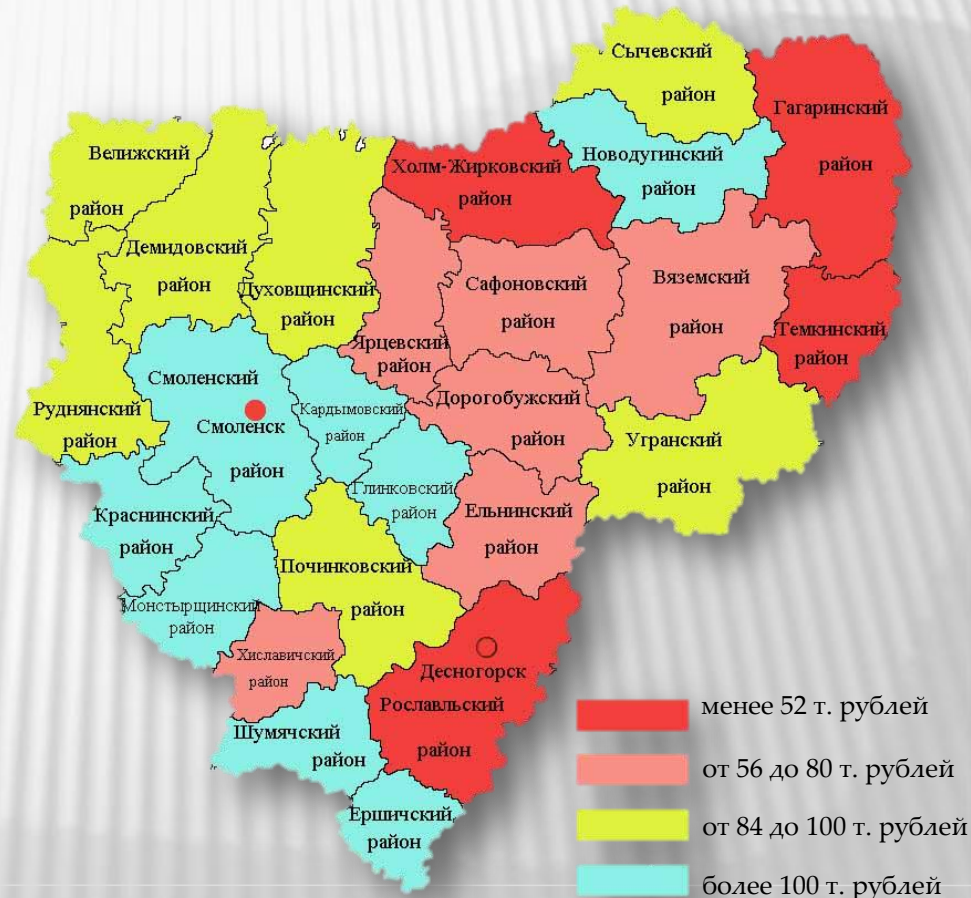 Сычевский
район
Гагаринский
район
Велижский
район
Новодугинский
район
Холм-Жирковский
район
Демидовский
район
Духовщинский
район
Сафоновский
район
Вяземский
район
Темкинский
район
Ярцевский
район
Смоленский
Смоленск
район
Руднянский
район
Кардымовский
район
Дорогобужский
район
Угранский
район
Глинковский
район
Ельнинский
район
Краснинский
район
Починковский
район
Монстырщинский
район
Хиславичский
район
Десногорск
Рославльский
район
Шумячский
район
Ершичский
район
менее 52 т. рублей
от 56 до 80 т. рублей
от 84 до 100 т. рублей
более 100 т. рублей